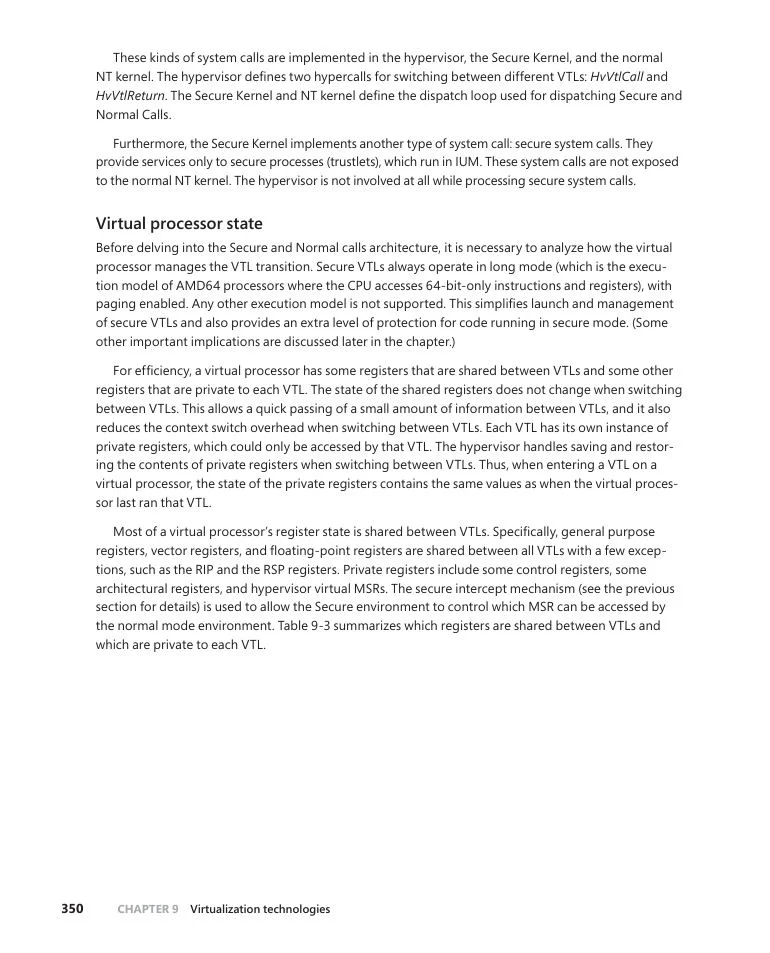 These kinds of system calls are implemented in the hypervisor, the Secure Kernel, and the normal
NT kernel. The hypervisor defines two hypercalls for switching between different VTLs: HvVtlCall and
HvVtlReturn. The Secure Kernel and NT kernel define the dispatch loop used for dispatching Secure and
Normal Calls.
Furthermore, the Secure Kernel implements another type of system call: secure system calls. They
provide services only to secure processes (trustlets), which run in IUM. These system calls are not exposed
to the normal NT kernel. The hypervisor is not involved at all while processing secure system calls.
Virtual processor state
Before delving into the Secure and Normal calls architecture, it is necessary to analyze how the virtual
processor manages the VTL transition. Secure VTLs always operate in long mode (which is the execu-
tion model of AMD64 processors where the CPU accesses 64-bit-only instructions and registers), with
paging enabled. Any other execution model is not supported. This simplifies launch and management
of secure VTLs and also provides an extra level of protection for code running in secure mode. (Some
other important implications are discussed later in the chapter.)
For efficiency, a virtual processor has some registers that are shared between VTLs and some other
registers that are private to each VTL. The state of the shared registers does not change when switching
between VTLs. This allows a quick passing of a small amount of information between VTLs, and it also
reduces the context switch overhead when switching between VTLs. Each VTL has its own instance of
private registers, which could only be accessed by that VTL. The hypervisor handles saving and restor-
ing the contents of private registers when switching between VTLs. Thus, when entering a VTL on a
virtual processor, the state of the private registers contains the same values as when the virtual proces-
sor last ran that VTL.
Most of a virtual processor's register state is shared between VTLs. Specifically, general purpose
registers, vector registers, and floating-point registers are shared between all VTLs with a few excep-
tions, such as the RIP and the RSP registers. Private registers include some control registers, some
architectural registers, and hypervisor virtual MSRs. The secure intercept mechanism (see the previous
section for details) is used to allow the Secure environment to control which MSR can be accessed by
the normal mode environment. Table 9-3 summarizes which registers are shared between VTLs and
which are private to each VTL.
350 CHAPTER 9 Virtualization technologies